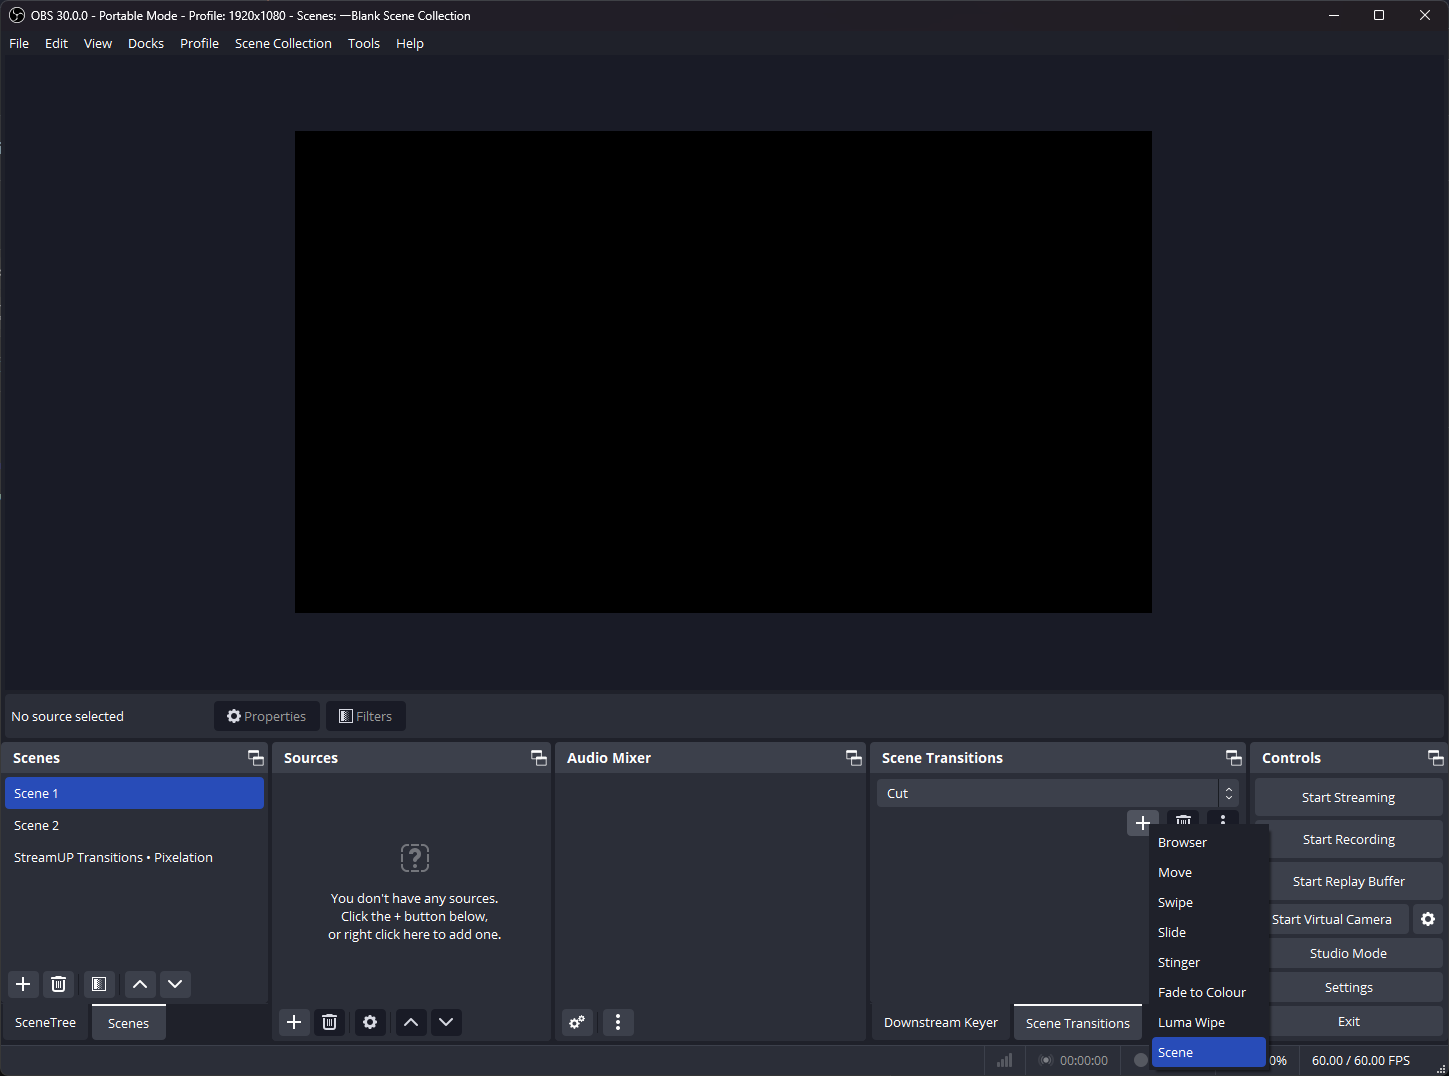 OBS 30.0.0 - Portable Mode - Profile: 1920x1080 - Scenes: —Blank Scene Collection
File Edit View Docks Profile Scene Collection Tools Help
No source selected Properties Filters
Scenes
Scene 1
Scene 2
StreamUP Transitions • Pixelation
SceneTree Scenes
Sources
You don't have any sources.
Click the + button below,
or right click here to add one.
Audio Mixer
Scene Transitions
Cut
Browser
Move
Swipe
Slide
Stinger
Fade to Colour
Luma Wipe
Scene
Downstream Keyer Scene Transitions
Controls
Start Streaming
Start Recording
Start Replay Buffer
Start Virtual Camera
Studio Mode
Settings
Exit
00:00:00 0% 60.00 / 60.00 FPS